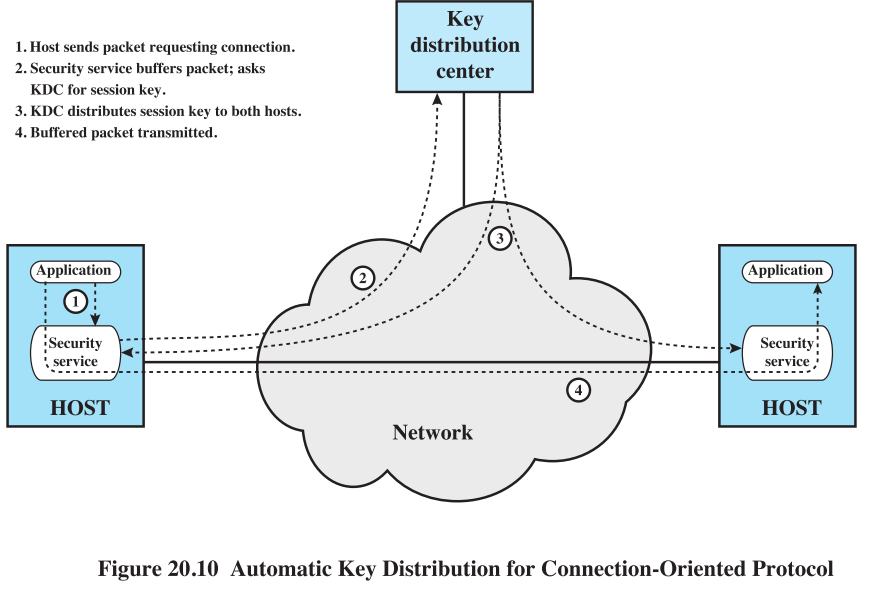 Key
distribution
center
1. Host sends packet requesting connection.
2. Security service buffers packet; asks
KDC for session key.
3. KDC distributes session key to both hosts.
4. Buffered packet transmitted.
3
2
Application
1
Security
service
HOST
Application
Security
service
HOST
4
Network
Figure 20.10 Automatic Key Distribution for Connection-Oriented Protocol